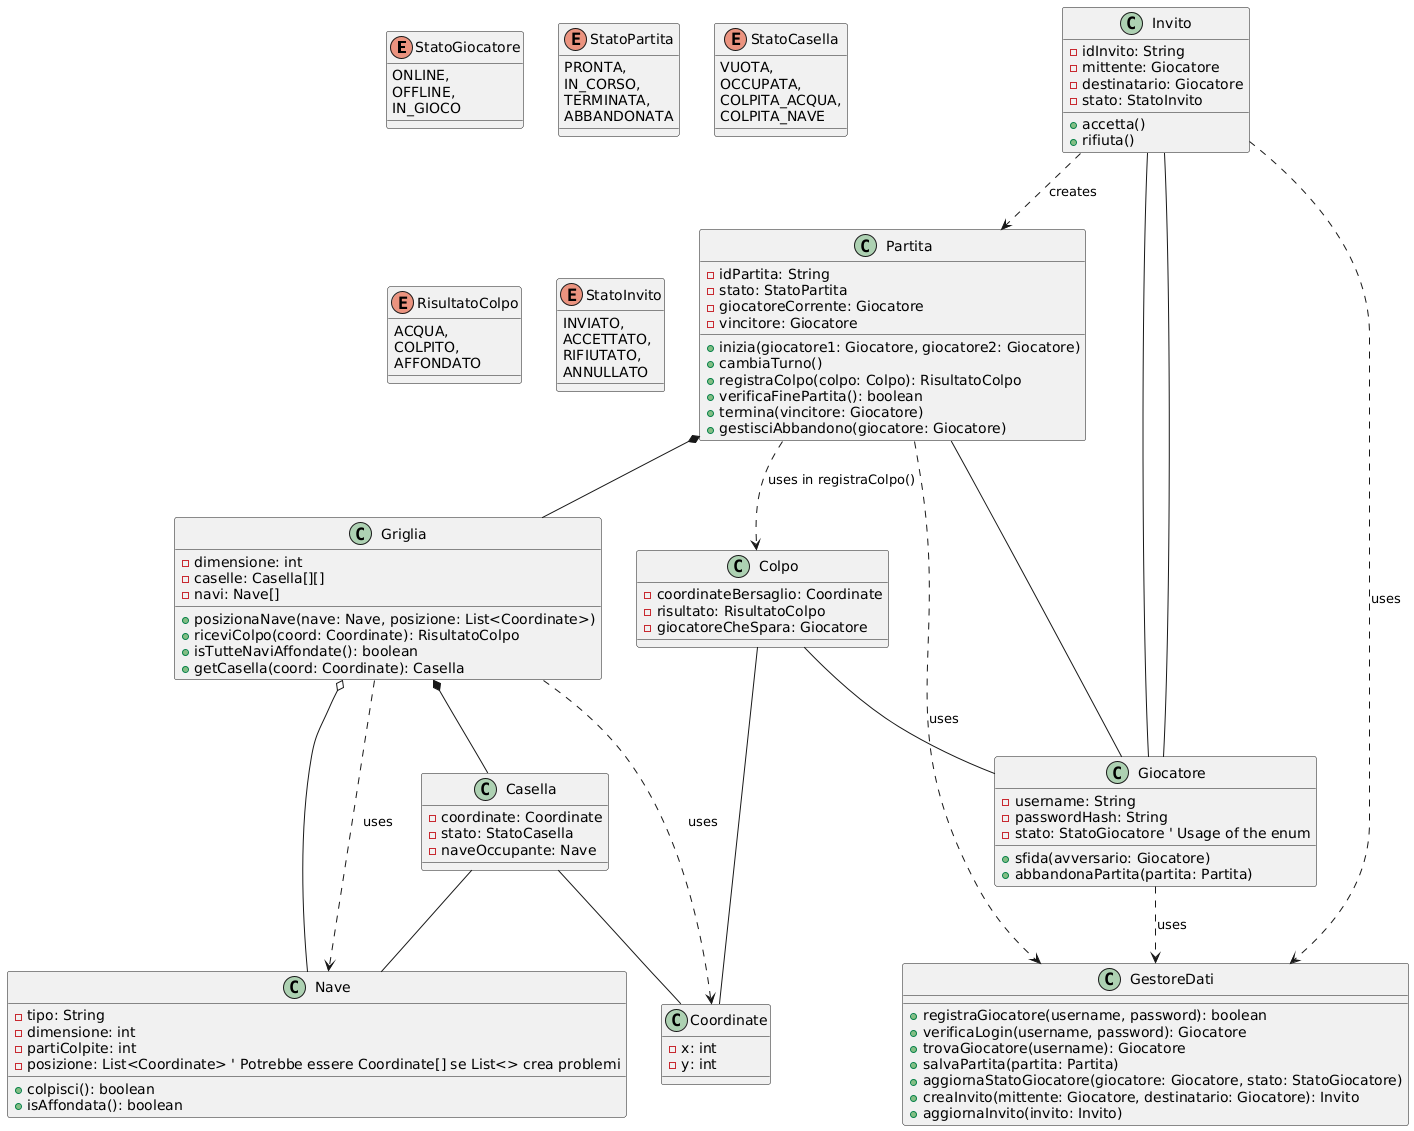 E StatoGiocatore
ONLINE,
OFFLINE,
IN_GIOCO
E StatoPartita
PRONTA,
IN_CORSO,
TERMINATA,
ABBANDONATA
E StatoCasella
VUOTA,
OCCUPATA,
COLPITA_ACQUA,
COLPITA_NAVE
C Invito
idInvito: String
mittente: Giocatore
destinatario: Giocatore
stato: StatoInvito
accetta()
rifiuta()
creates
E RisultatoColpo
ACQUA,
COLPITO,
AFFONDATO
E StatoInvito
INVIATO,
ACCETTATO,
RIFIUTATO,
ANNULLATO
C Partita
idPartita: String
stato: StatoPartita
giocatoreCorrente: Giocatore
vincitore: Giocatore
inizia(giocatore1: Giocatore, giocatore2: Giocatore)
cambiaTurno()
registraColpo(colpo: Colpo): RisultatoColpo
verificaFinePartita(): boolean
termina(vincitore: Giocatore)
gestisciAbbandono(giocatore: Giocatore)
uses in registraColpo()
C Griglia
dimensione: int
caselle: Casella[][]
navi: Nave[]
posizionaNave(nave: Nave, posizione: List<Coordinate>)
riceviColpo(coord: Coordinate): RisultatoColpo
isTutteNaviAffondate(): boolean
getCasella(coord: Coordinate): Casella
C Colpo
coordinateBersaglio: Coordinate
risultato: RisultatoColpo
giocatoreCheSpara: Giocatore
uses
uses
C Casella
coordinate: Coordinate
stato: StatoCasella
naveOccupante: Nave
uses
uses
C Giocatore
username: String
passwordHash: String
stato: StatoGiocatore ' Usage of the enum
sfida(avversario: Giocatore)
abbandonaPartita(partita: Partita)
uses
C Nave
tipo: String
dimensione: int
partiColpite: int
posizione: List<Coordinate> ' Potrebbe essere Coordinate[] se List<> crea problemi
colpisci(): boolean
isAffondata(): boolean
C Coordinate
x: int
y: int
C GestoreDati
registraGiocatore(username, password): boolean
verificaLogin(username, password): Giocatore
trovaGiocatore(username): Giocatore
salvaPartita(partita: Partita)
aggiornaStatoGiocatore(giocatore: Giocatore, stato: StatoGiocatore)
creaInvito(mittente: Giocatore, destinatario: Giocatore): Invito
aggiornaInvito(invito: Invito)